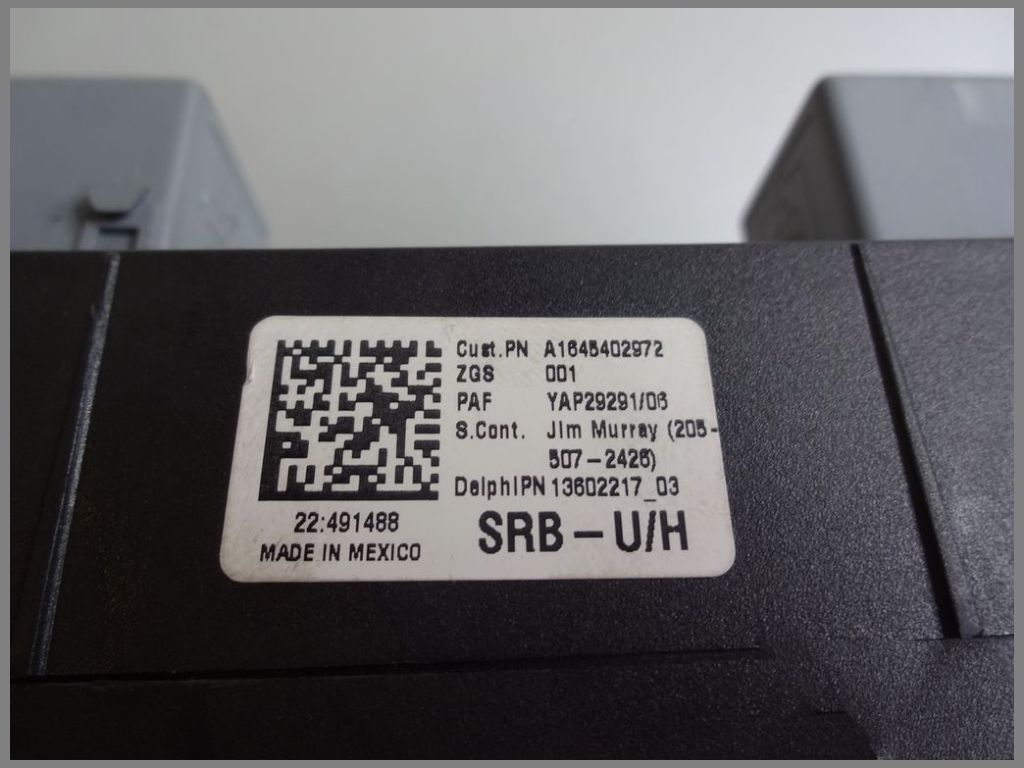 Cust.PN A1645402972
ZGS 001
PAF YAP29291/06
S.Cont. Jim Murray (205-
507-2426)
DelphiPN 13602217_03
22:491488
MADE IN MEXICO
SRB-U/H